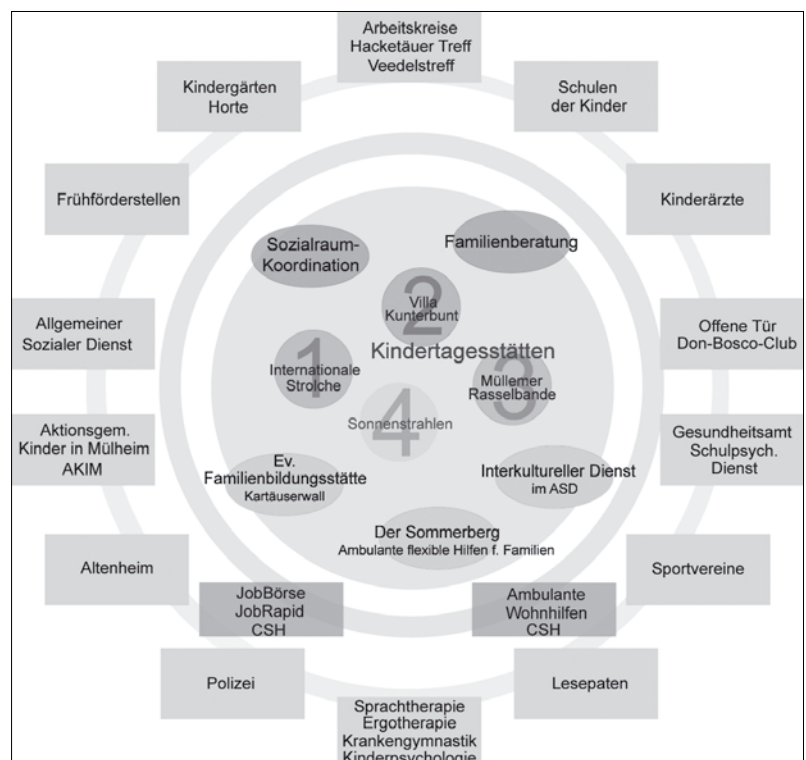 Arbeitskreise
Hacketäuer Treff
Veedelstreff
Kindergärten
Horte
Schulen
der Kinder
Frühförderstellen
Kinderärzte
Sozialraum-
Koordination
Familienberatung
2
Villa
Kunterbunt
Allgemeiner
Sozialer Dienst
Offene Tür
Don-Bosco-Club
Kindertagesstätten
1
Internationale
Strolche
3
Müllemer
Rasselbande
4
Sonnenstrahlen
Aktionsgem.
Kinder in Mülheim
AKIM
Gesundheitsamt
Schulpsych.
Dienst
Ev.
Familienbildungsstätte
Kartäuserwall
Interkultureller Dienst
im ASD
Der Sommerberg
Ambulante flexible Hilfen f. Familien
Altenheim
Sportvereine
JobBörse
JobRapid
CSH
Ambulante
Wohnhilfen
CSH
Polizei
Lesepaten
Sprachtherapie
Ergotherapie
Krankengymnastik
Kinderpsychologie